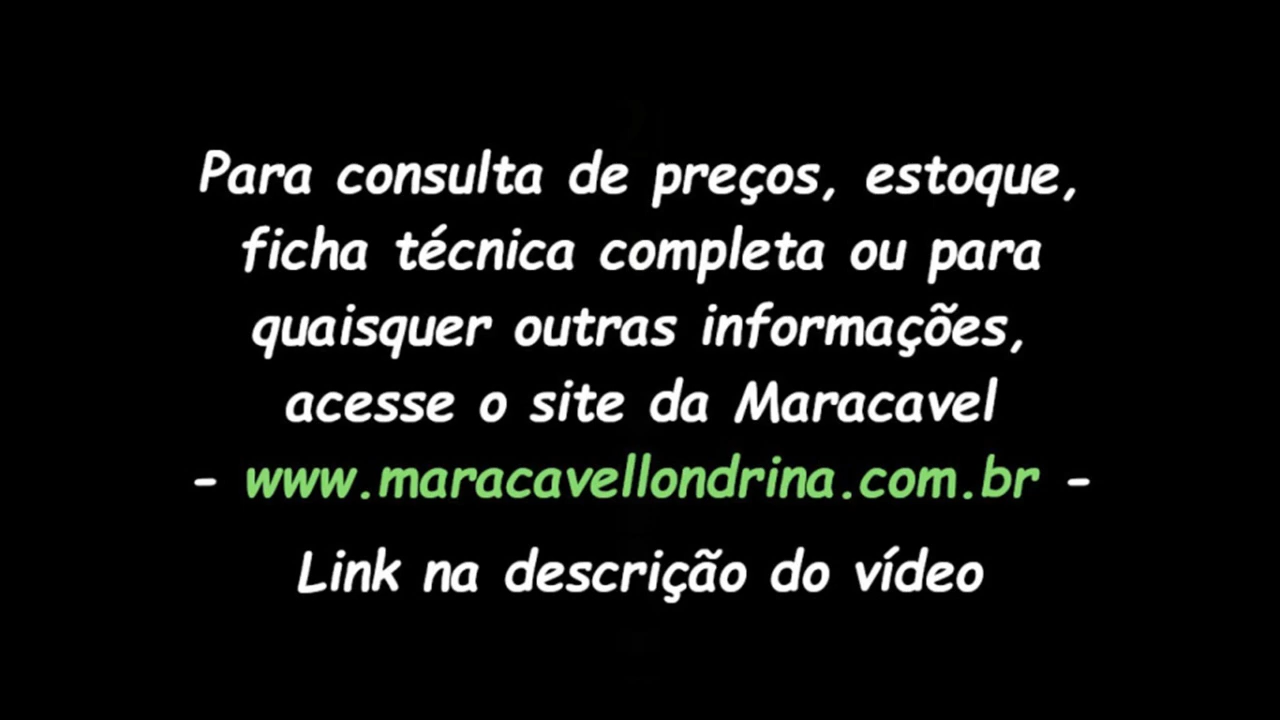 Para consulta de preços, estoque,
ficha técnica completa ou para
quaisquer outras informações,
acesse o site da Maracavel
- www.maracavellondrina.com.br -
Link na descrição do vídeo